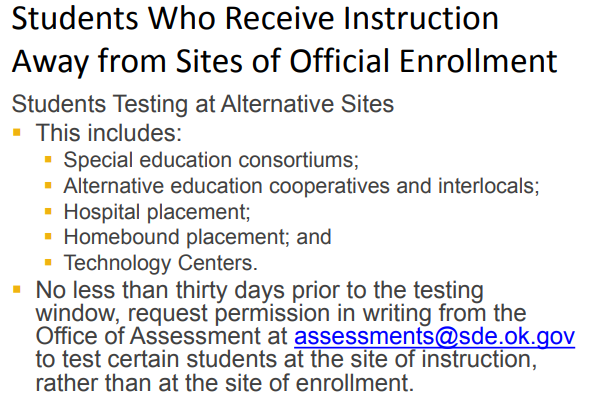 Students Who Receive Instruction
Away from Sites of Official Enrollment
Students Testing at Alternative Sites
▪ This includes:
▪ Special education consortiums;
▪ Alternative education cooperatives and interlocals;
▪ Hospital placement;
▪ Homebound placement; and
▪ Technology Centers.
▪ No less than thirty days prior to the testing
window, request permission in writing from the
Office of Assessment at assessments@sde.ok.gov
to test certain students at the site of instruction,
rather than at the site of enrollment.